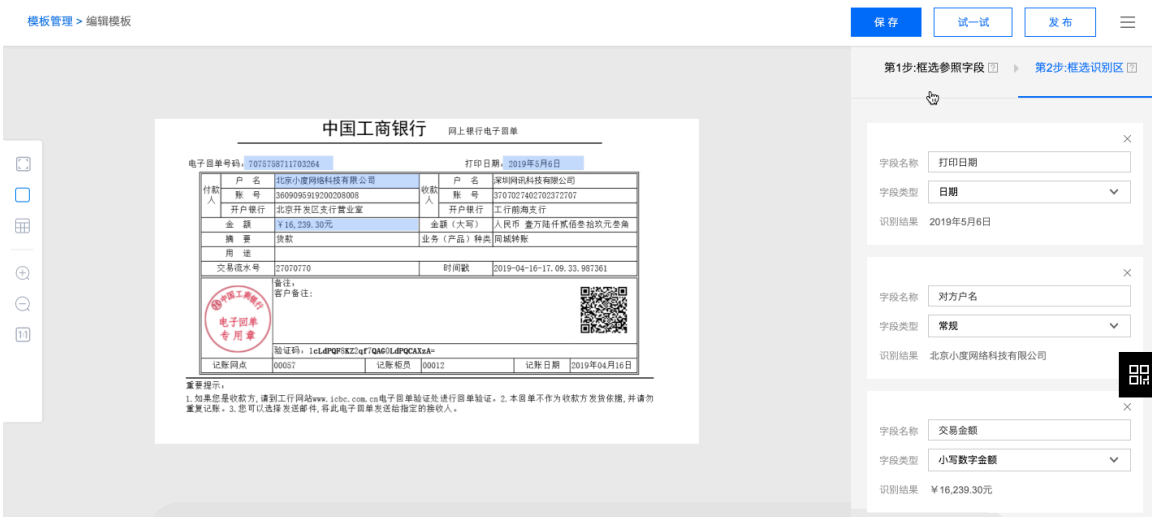 模板管理 > 编辑模板
保存 试一试 发布
第1步:框选参照字段 ? 第2步:框选识别区 ?
中国工商银行 网上银行电子回单
电子回单号码: 7075758711703264 打印日期: 2019年5月6日
付款人 户 名 北京小度网络科技有限公司 收款人 户 名 深圳网讯科技有限公司
账 号 3609095919200208008 账 号 3707027402702372707
开户银行 北京开发区支行营业室 开户银行 工行前海支行
金 额 ¥16,239.30元 金额(大写) 人民币 壹万陆仟贰佰叁拾玖元叁角
摘 要 货款 业务(产品)种类 同城转账
用 途
交易流水号 27070770 时间戳 2019-04-16-17.09.33.987361
备注:
客户备注:
中国工商银行
电子回单
专用章
验证码: 1cLdPQFSKZ2qf7QAG0LdPQCAXzA=
记账网点 00057 记账柜员 00012 记账日期 2019年04月16日
重要提示:
1.如果您是收款方,请到工行网站www.icbc.com.cn电子回单验证处进行回单验证。2.本回单不作为收款方发货依据,并请勿
重复记账。3.您可以选择发送邮件,将此电子回单发送给指定的接收人。
1:1
字段名称 打印日期
字段类型 日期
识别结果 2019年5月6日
字段名称 对方户名
字段类型 常规
识别结果 北京小度网络科技有限公司
字段名称 交易金额
字段类型 小写数字金额
识别结果 ¥16,239.30元